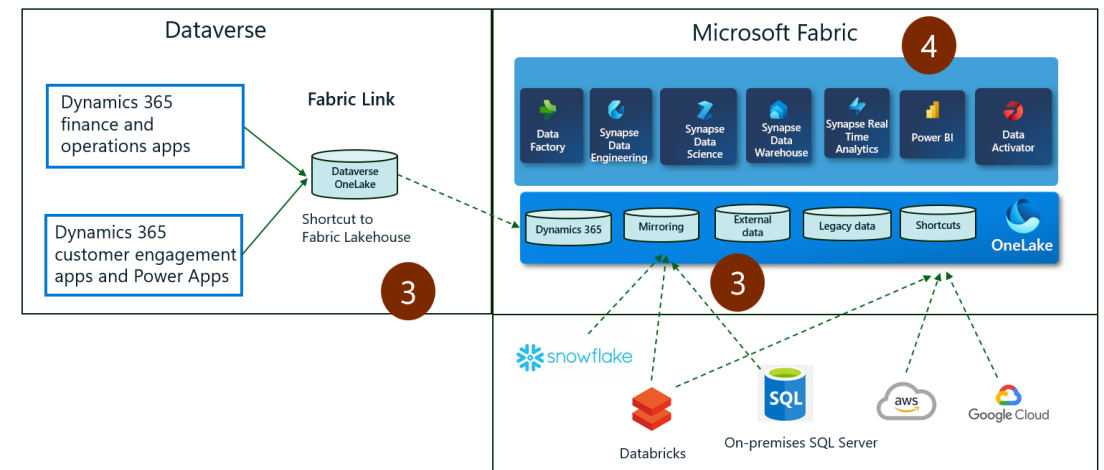 Dataverse
Dynamics 365
finance and
operations apps
Fabric Link
Dataverse
OneLake
Shortcut to
Fabric Lakehouse
Dynamics 365
customer engagement
apps and Power Apps
3
Microsoft Fabric
4
Data
Factory
Synapse
Data
Engineering
Synapse
Data
Science
Synapse
Data
Warehouse
Synapse Real
Time
Analytics
Power BI
Data
Activator
Dynamics 365
Mirroring
External
data
Legacy data
Shortcuts
OneLake
3
snowflake
Databricks
SQL
On-premises SQL Server
aws
Google Cloud